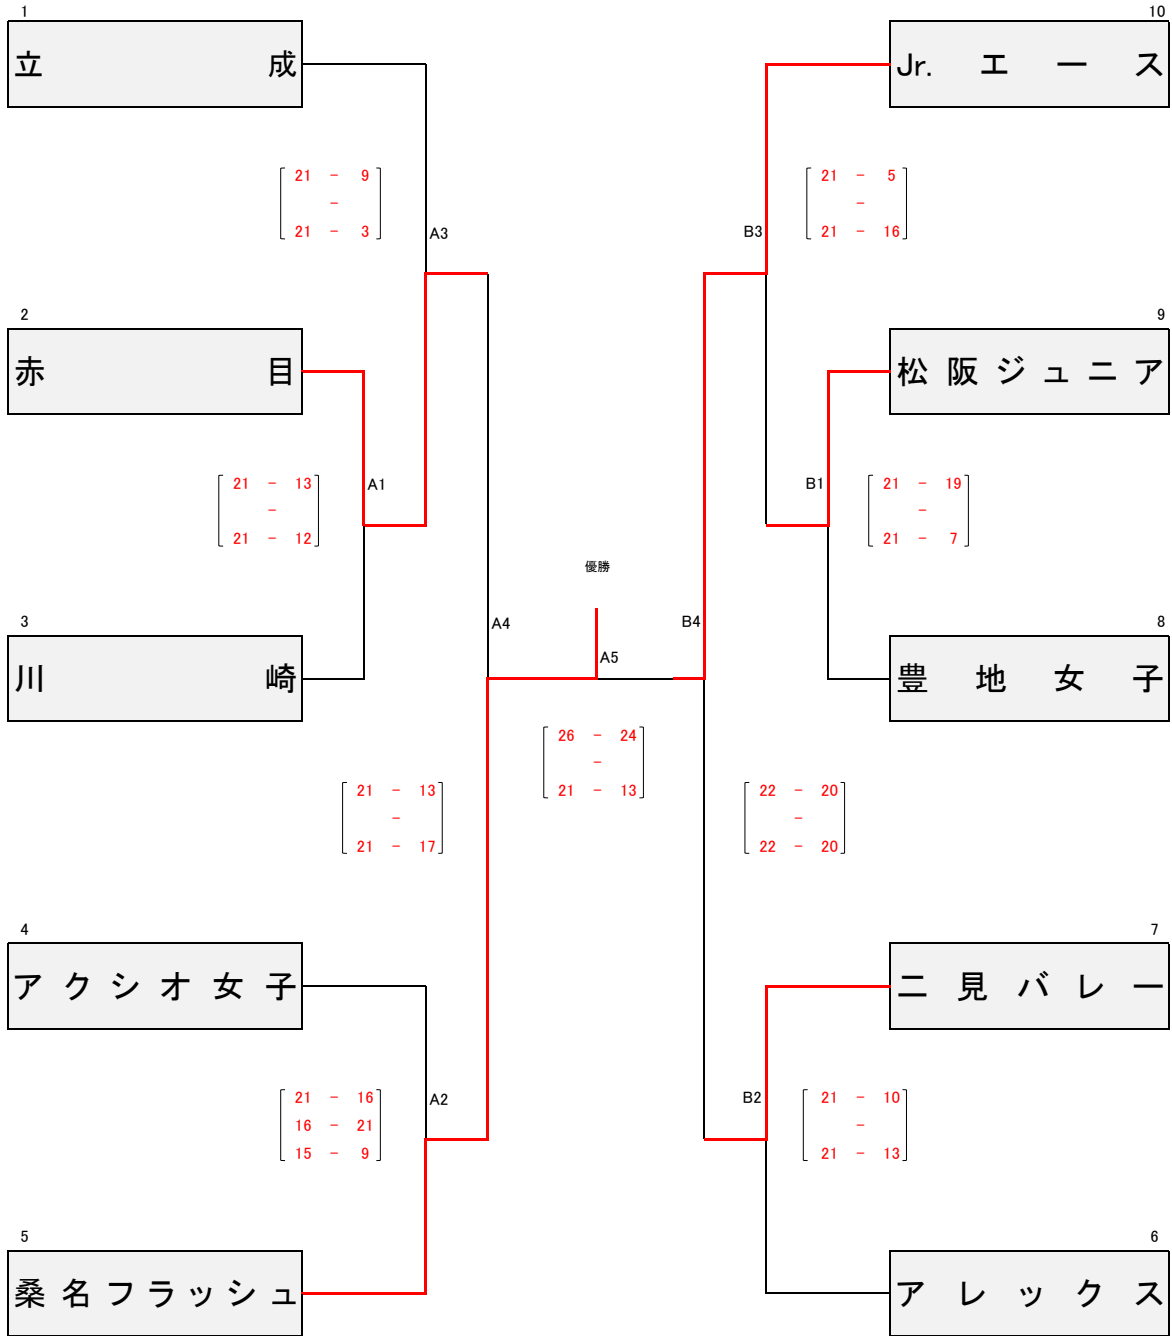 1
10
立成
Jr. エース
21 - 9
-
21 - 3
A3
B3
21 - 5
-
21 - 16
2
9
赤目
松阪ジュニア
21 - 13
-
21 - 12
A1
B1
21 - 19
-
21 - 7
優勝
3
A4
A5
B4
8
川崎
豊地女子
26 - 24
-
21 - 13
21 - 13
-
21 - 17
22 - 20
-
22 - 20
4
7
アクシオ女子
二見バレー
21 - 16
16 - 21
15 - 9
A2
B2
21 - 10
-
21 - 13
5
6
桑名フラッシュ
アレックス